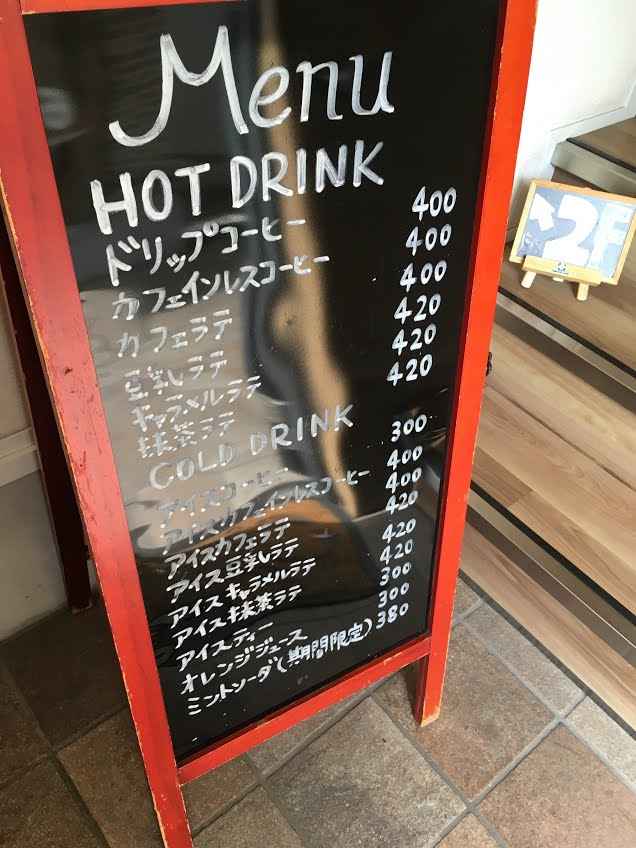 Menu
HOT DRINK
ドリップコーヒー 400
カフェインレスコーヒー 400
カフェラテ 400
豆乳ラテ 420
キャラメルラテ 420
抹茶ラテ 420
COLD DRINK
アイスコーヒー 300
アイスカフェインレスコーヒー 400
アイスカフェラテ 400
アイス豆乳ラテ 420
アイスキャラメルラテ 420
アイス抹茶ラテ 420
アイスティー 300
オレンジジュース 300
ミントソーダ(期間限定) 380
2F